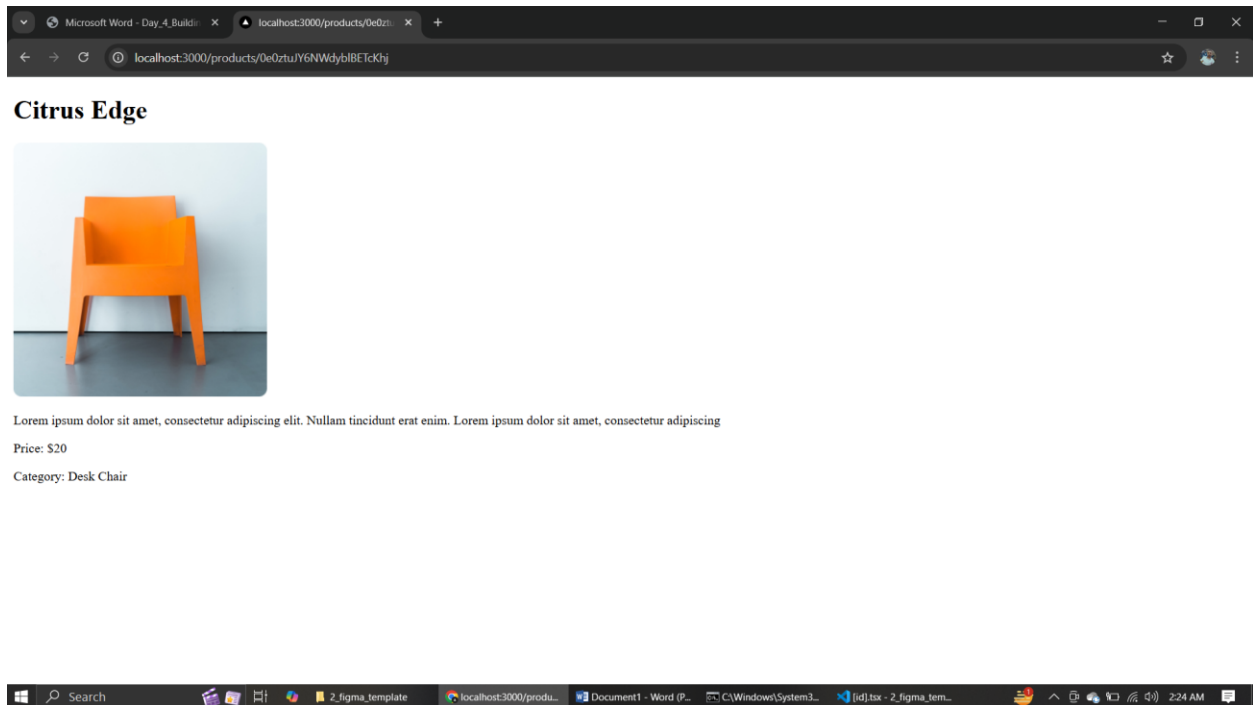 Microsoft Word - Day_4_Buildin
localhost:3000/products/0e0ztu
localhost:3000/products/0e0ztuJY6NWdyblBETcKhj
Citrus Edge
Lorem ipsum dolor sit amet, consectetur adipiscing elit. Nullam tincidunt erat enim. Lorem ipsum dolor sit amet, consectetur adipiscing
Price: $20
Category: Desk Chair
Search
2_figma_template
localhost:3000/produ...
Document1 - Word (P...
C:\Windows\System3...
[id].tsx - 2_figma_tem...
2:24 AM